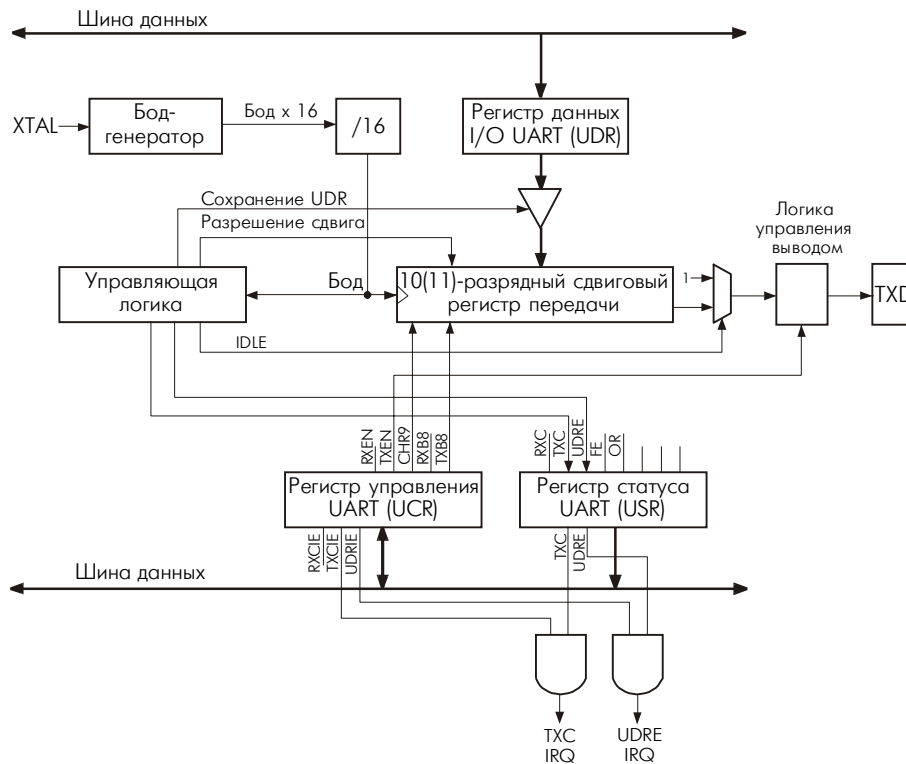 Шина данных
XTAL
Бод-
генератор
Бод x 16
/16
Регистр данных
I/O UART (UDR)
Сохранение UDR
Разрешение сдвига
Логика
управления
выводом
Управляющая
логика
Бод
10(11)-разрядный сдвиговый
регистр передачи
1
TXD
IDLE
RXEN
TXEN
CHR9
RXB8
TXB8
RXC
TXC
UDRE
FE
OR
Регистр управления
UART (UCR)
Регистр статуса
UART (USR)
RXCIE
TXCIE
UDRIE
TXC
UDRE
Шина данных
TXC
IRQ
UDRE
IRQ